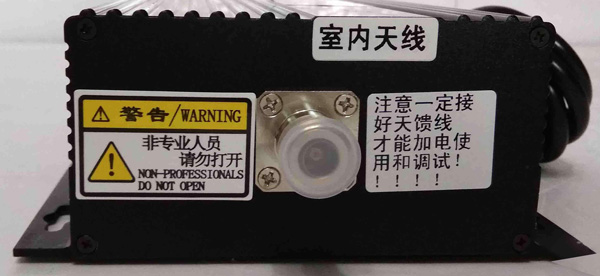 室内天线
警告/WARNING
非专业人员
请勿打开
NON-PROFESSIONALS
DO NOT OPEN
注意一定接
好天馈线
才能加电使
用和调试！
！！！！